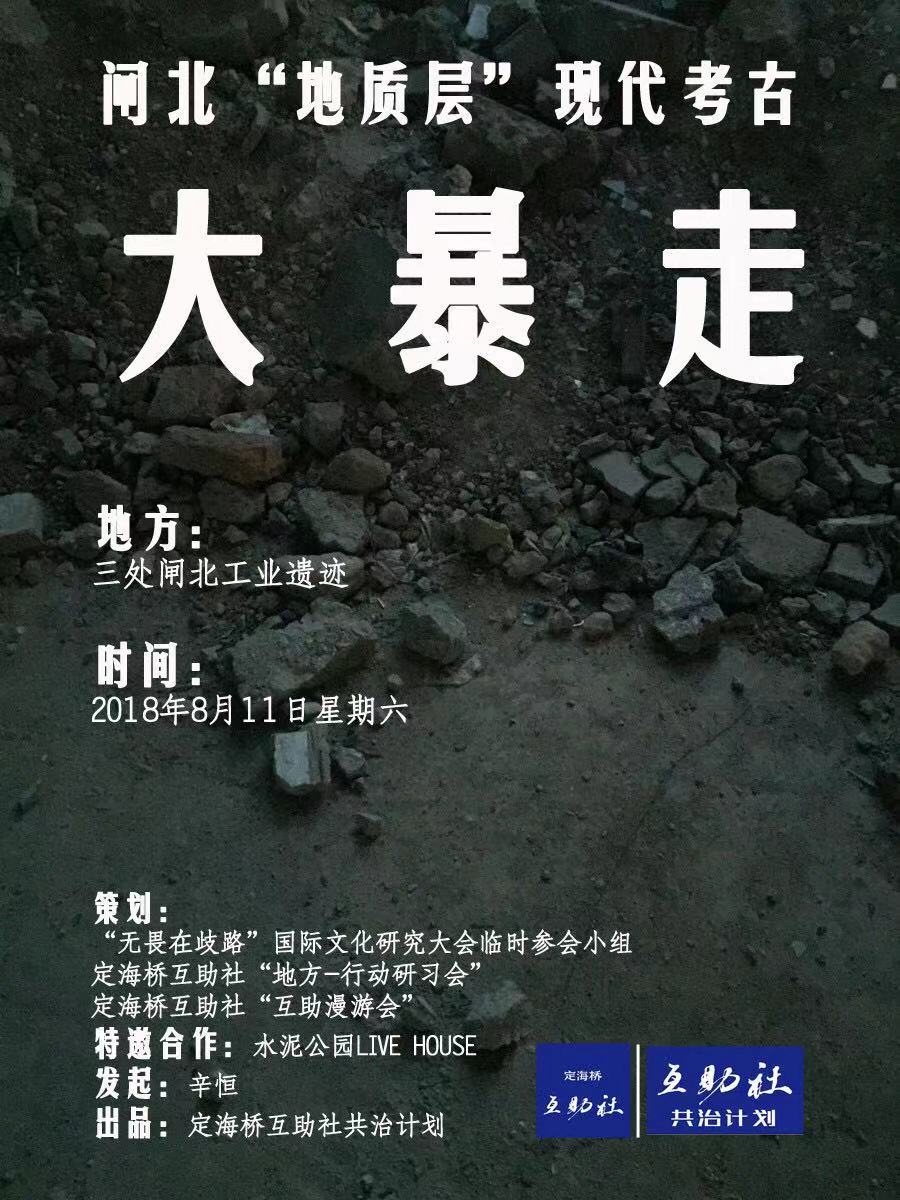 闸北“地质层”现代考古
大暴走
地方：
三处闸北工业遗迹
时间：
2018年8月11日星期六
策划：
“无畏在歧路”国际文化研究大会临时参会小组
定海桥互助社“地方-行动研习会”
定海桥互助社“互助漫游会”
特邀合作：水泥公园LIVE HOUSE
发起：辛恒
出品：定海桥互助社共治计划
定海桥
互助社
互助社
共治计划